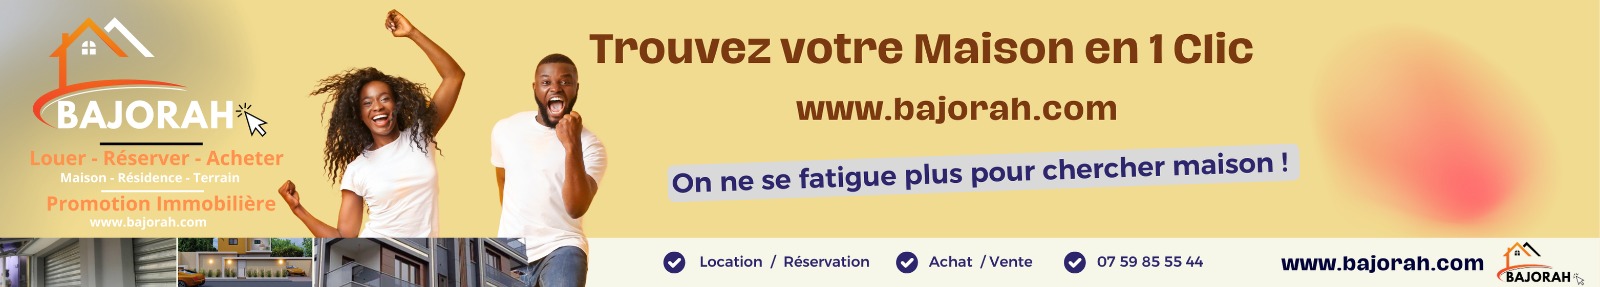 BAJORAH
Louer - Réserver - Acheter
Maison - Résidence - Terrain
Promotion Immobilière
www.bajorah.com
Trouvez votre Maison en 1 Clic
www.bajorah.com
On ne se fatigue plus pour chercher maison !
Location / Réservation
Achat / Vente
07 59 85 55 44
www.bajorah.com
BAJORAH